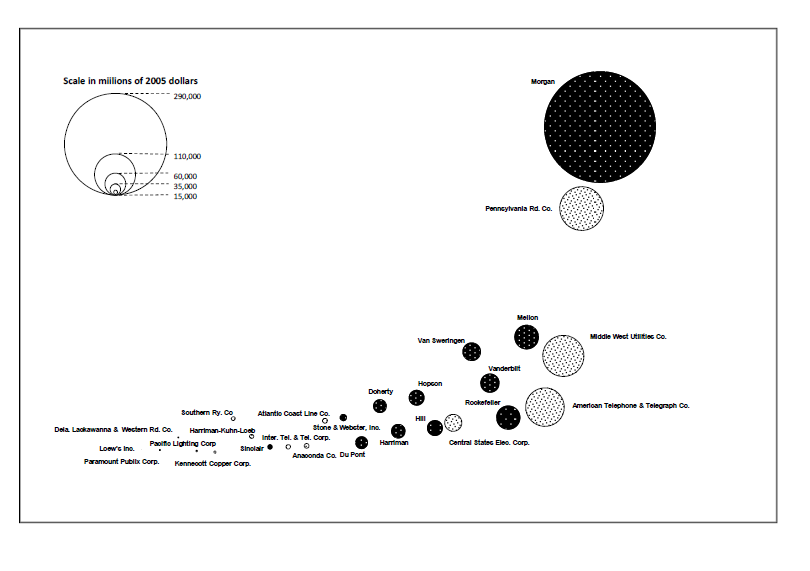 Morgan
Scale in miilions of 2005 dollars
290,000
110,000
60,000
35,000
15,000
Pennsylvania Rd. Co.
Mellon
Middle West Utilities Co.
Van Sweringen
Vanderbilt
Hopson
Doherty
Rockefeller
American Telephone & Telegraph Co.
Southern Ry. Co
Atlantic Coast Line Co.
Hill
Stone & Webster, Inc.
Dela. Lackawanna & Western Rd. Co.
Harriman-Kuhn-Loeb
Inter. Tel. & Tel. Corp.
Pacific Lighting Corp
Harriman
Central States Elec. Corp.
Loew's Inc.
Sinclair
Anaconda Co.
Du Pont
Paramount Publix Corp.
Kennecott Copper Corp.